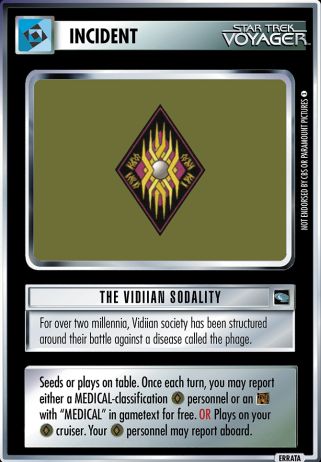 INCIDENT
STAR TREK
VOYAGER
NOT ENDORSED BY CBS OR PARAMOUNT PICTURES
THE VIDIIAN SODALITY
For over two millennia, Vidiian society has been structured
around their battle against a disease called the phage.
Seeds or plays on table. Once each turn, you may report
either a MEDICAL-classification personnel or an
with "MEDICAL" in gametext for free. OR Plays on your
cruiser. Your personnel may report aboard.
ERRATA